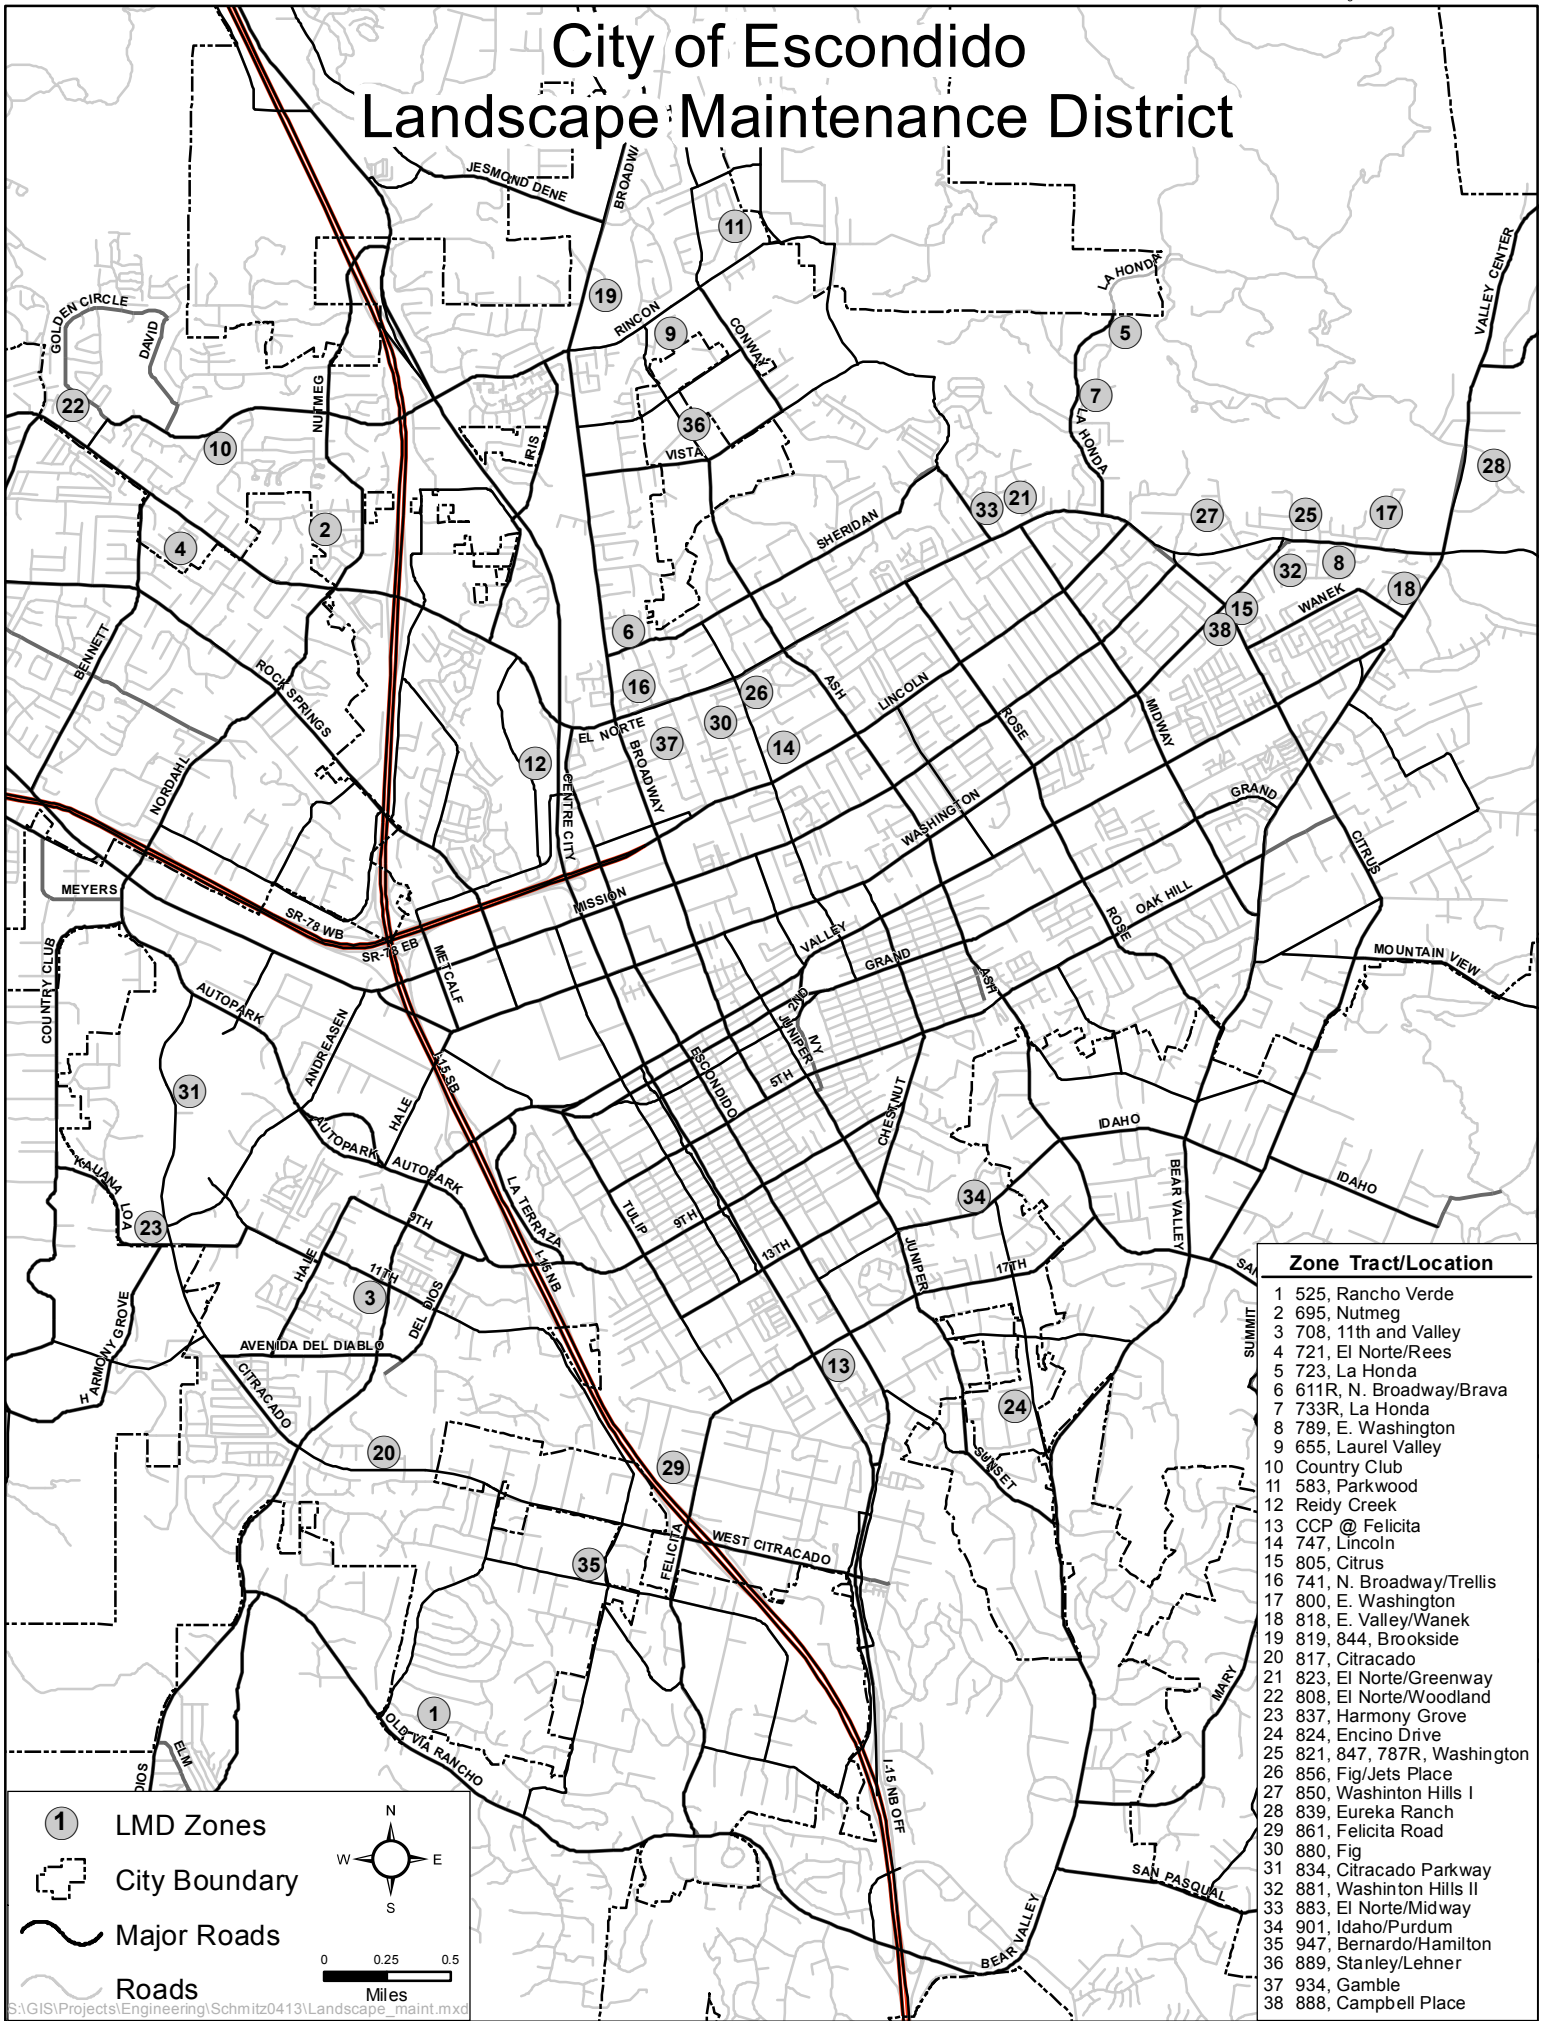 City of Escondido
Landscape Maintenance District
JESMOND DENE
BROADWA
11
LA HONDA
VALLEY CENTER
19
GOLDEN CIRCLE
DAVID
RINCON
9
CONWAY
5
NUTMEG
22
7
36
LA HONDA
10
IRIS
VISTA
28
33
21
27
25
17
2
SHERIDAN
4
32
8
18
WANEK
15
38
6
BENNETT
ROCK SPRINGS
16
26
ASH
LINCOLN
ROSE
MIDWAY
30
EL NORTE
37
14
12
BROADWAY
CENTRE CITY
NORDAHL
GRAND
WASHINGTON
CITRUS
MEYERS
MISSION
OAK HILL
SR-78 WB
SR-78 EB
ROSE
VALLEY
GRAND
MOUNTAIN VIEW
COUNTRY CLUB
METCALF
AUTOPARK
ASH
2ND
JUNIPER
IVY
ANDREASEN
I-15 SB
ESCONDIDO
5TH
31
HALE
CHESTNUT
AUTOPARK
IDAHO
KAUANA LOA
AUTOPARK
BEAR VALLEY
IDAHO
LA TERRAZA
34
TULIP
9TH
23
9TH
13TH
JUNIPER
HALE
11TH
I-15 NB
17TH
SAN
3
DEL DIOS
HARMONY GROVE
AVENIDA DEL DIABLO
SUMMIT
13
CITRACADO
24
20
29
SUNSET
WEST CITRACADO
35
FELICITA
MARY
1
OLD VIA RANCHO
ELM
DIOS
I-15 NB OFF
SAN PASQUAL
BEAR VALLEY
Zone Tract/Location
1 525, Rancho Verde
2 695, Nutmeg
3 708, 11th and Valley
4 721, El Norte/Rees
5 723, La Honda
6 611R, N. Broadway/Brava
7 733R, La Honda
8 789, E. Washington
9 655, Laurel Valley
10 Country Club
11 583, Parkwood
12 Reidy Creek
13 CCP @ Felicita
14 747, Lincoln
15 805, Citrus
16 741, N. Broadway/Trellis
17 800, E. Washington
18 818, E. Valley/Wanek
19 819, 844, Brookside
20 817, Citracado
21 823, El Norte/Greenway
22 808, El Norte/Woodland
23 837, Harmony Grove
24 824, Encino Drive
25 821, 847, 787R, Washington
26 856, Fig/Jets Place
27 850, Washinton Hills I
28 839, Eureka Ranch
29 861, Felicita Road
30 880, Fig
31 834, Citracado Parkway
32 881, Washinton Hills II
33 883, El Norte/Midway
34 901, Idaho/Purdum
35 947, Bernardo/Hamilton
36 889, Stanley/Lehner
37 934, Gamble
38 888, Campbell Place
1 LMD Zones
City Boundary
Major Roads
Roads
N
W
E
S
0 0.25 0.5
Miles
S:\GIS\Projects\Engineering\Schmitz0413\Landscape_maint.mxd